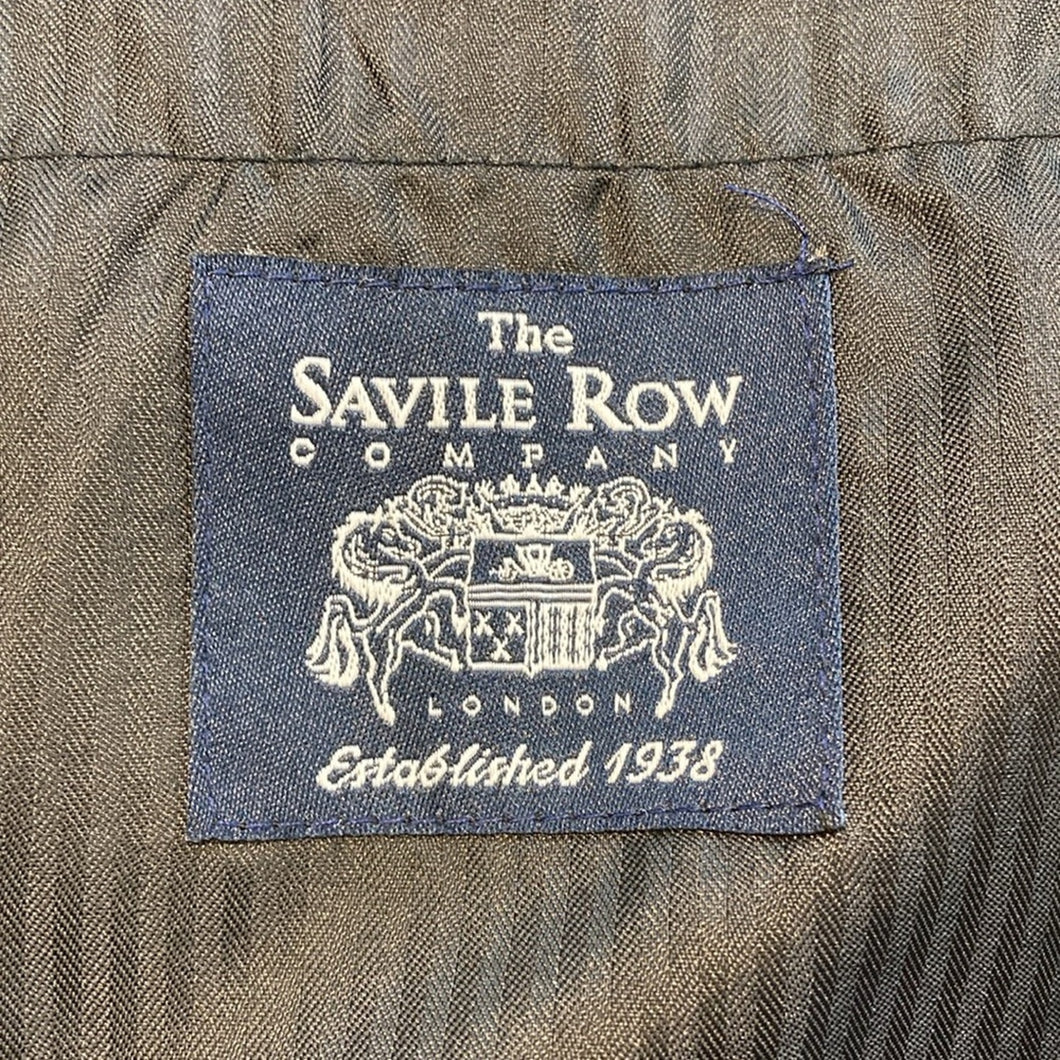 The
SAVILE ROW
COMPANY
LONDON
Established 1938